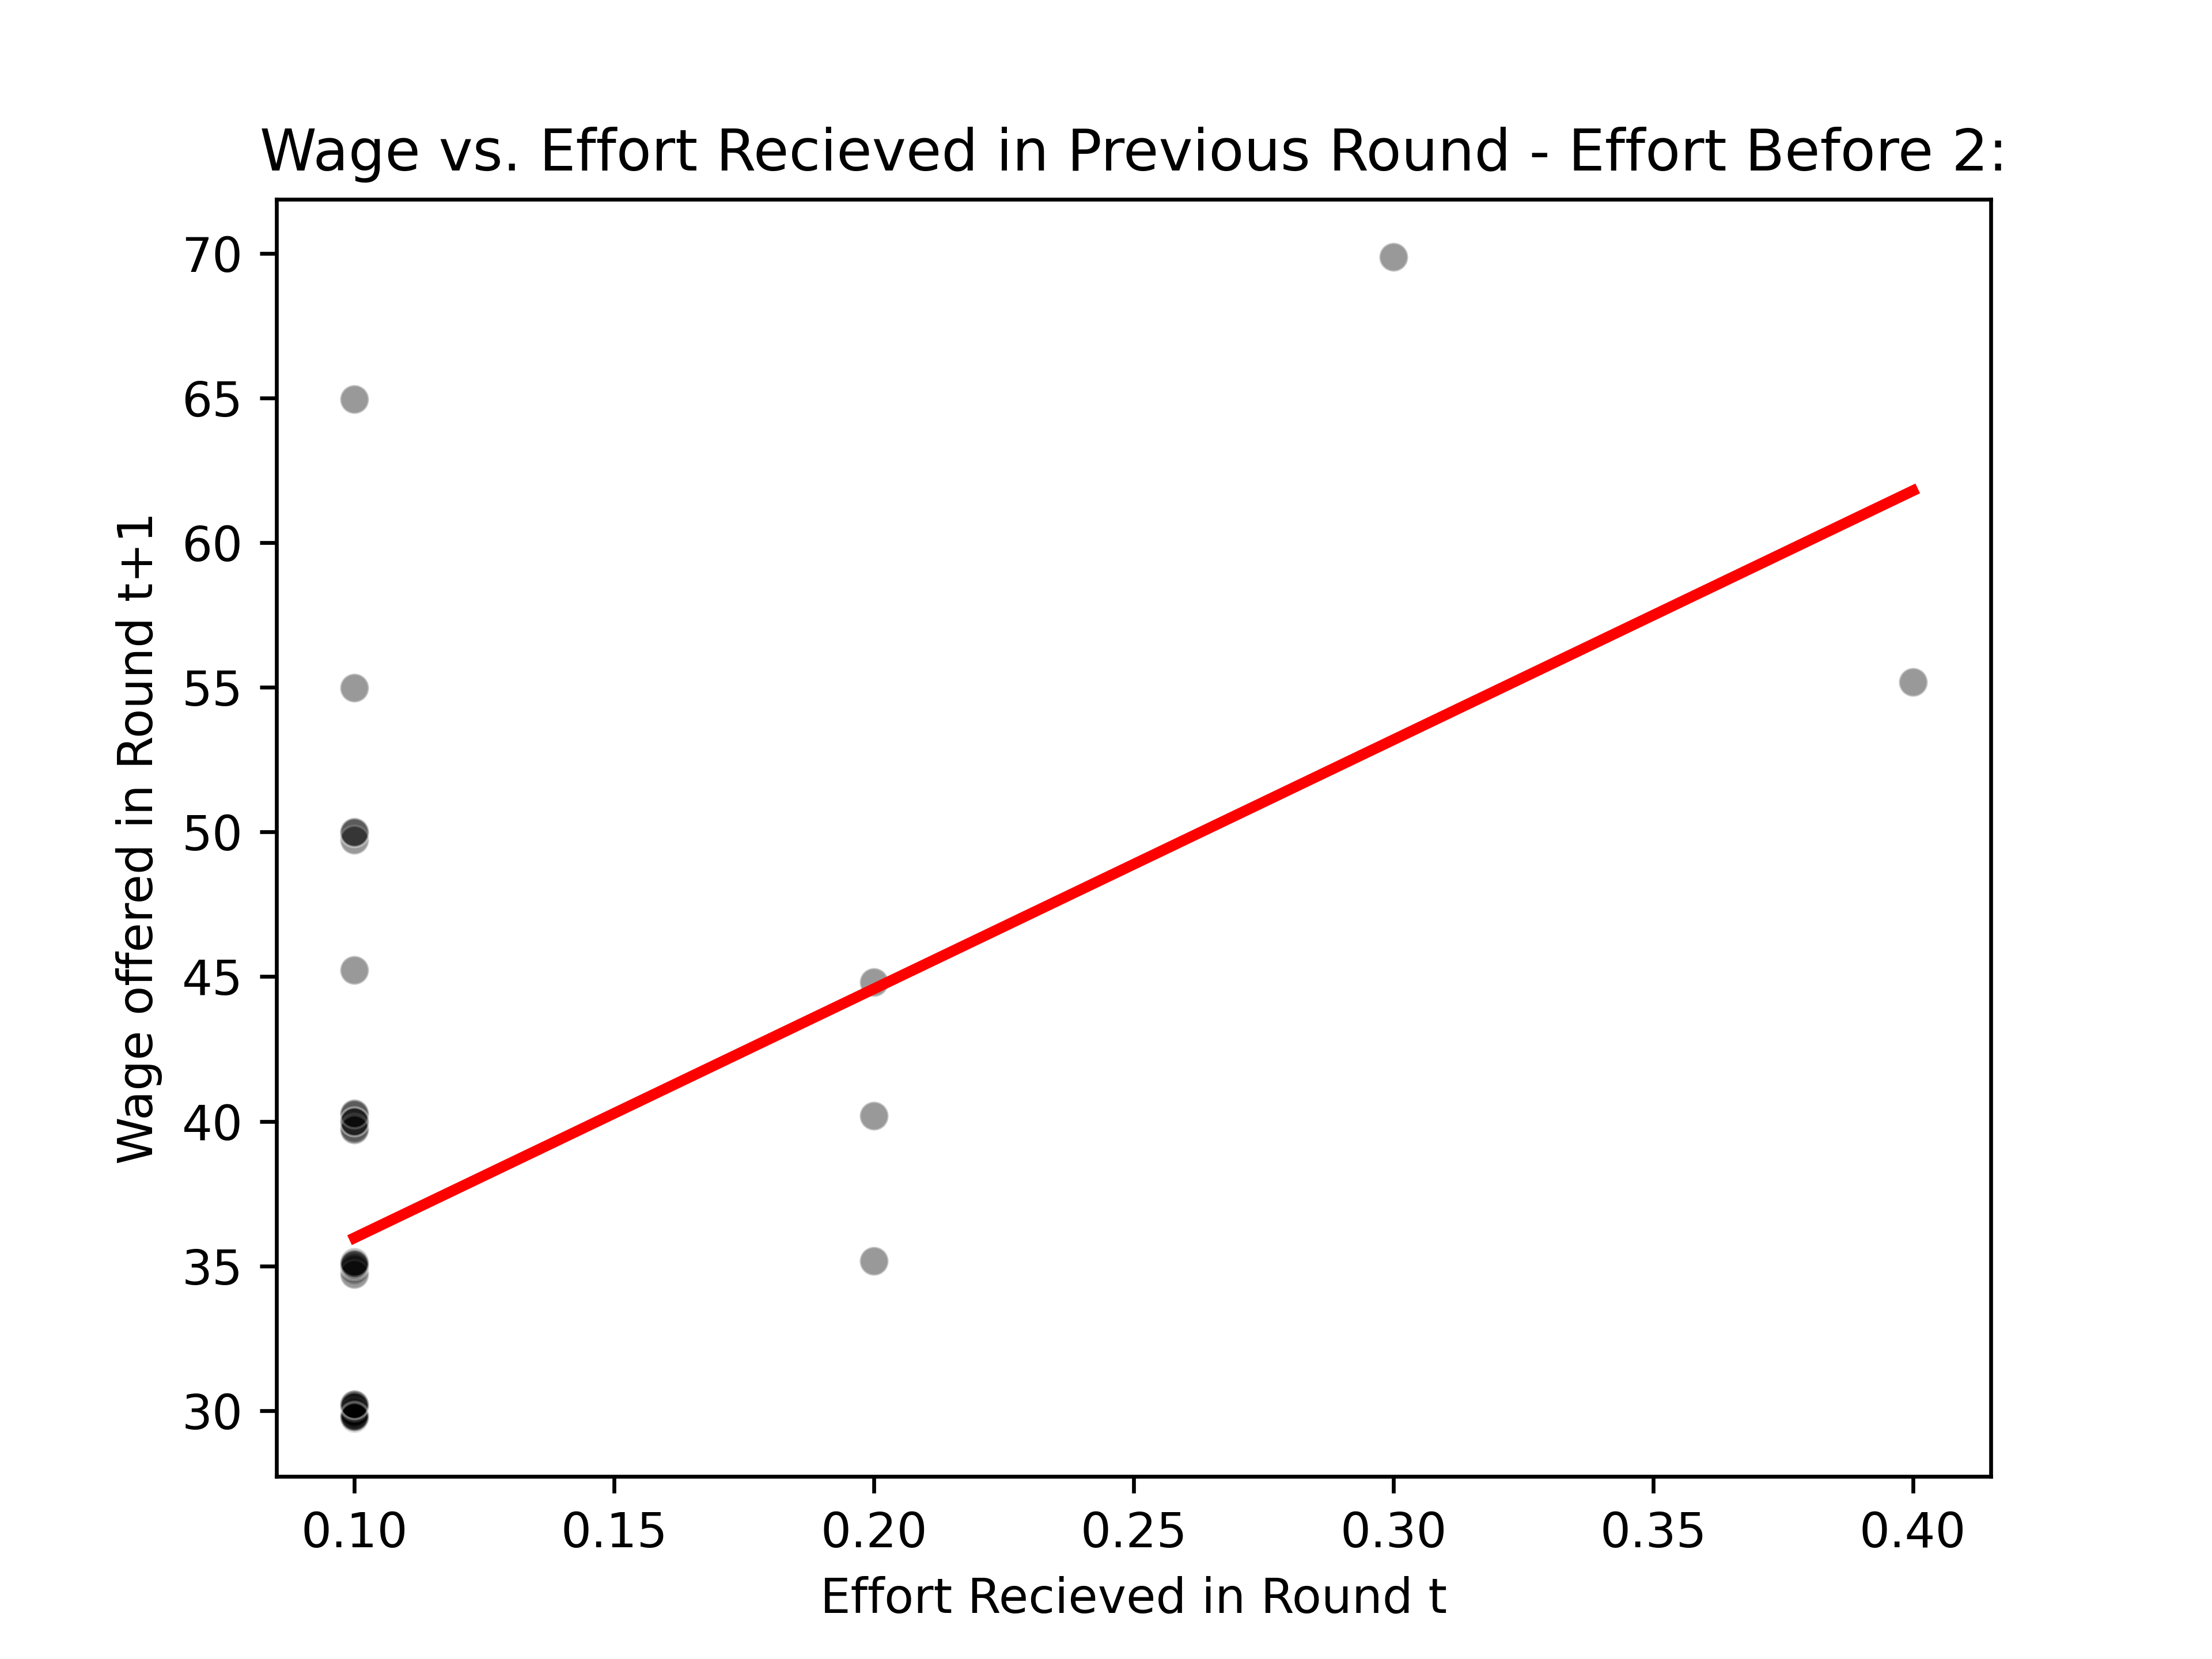 Wage vs. Effort Recieved in Previous Round - Effort Before 2:
70
65
60
55
50
45
40
35
30
Wage offered in Round t+1
0.10 0.15 0.20 0.25 0.30 0.35 0.40
Effort Recieved in Round t